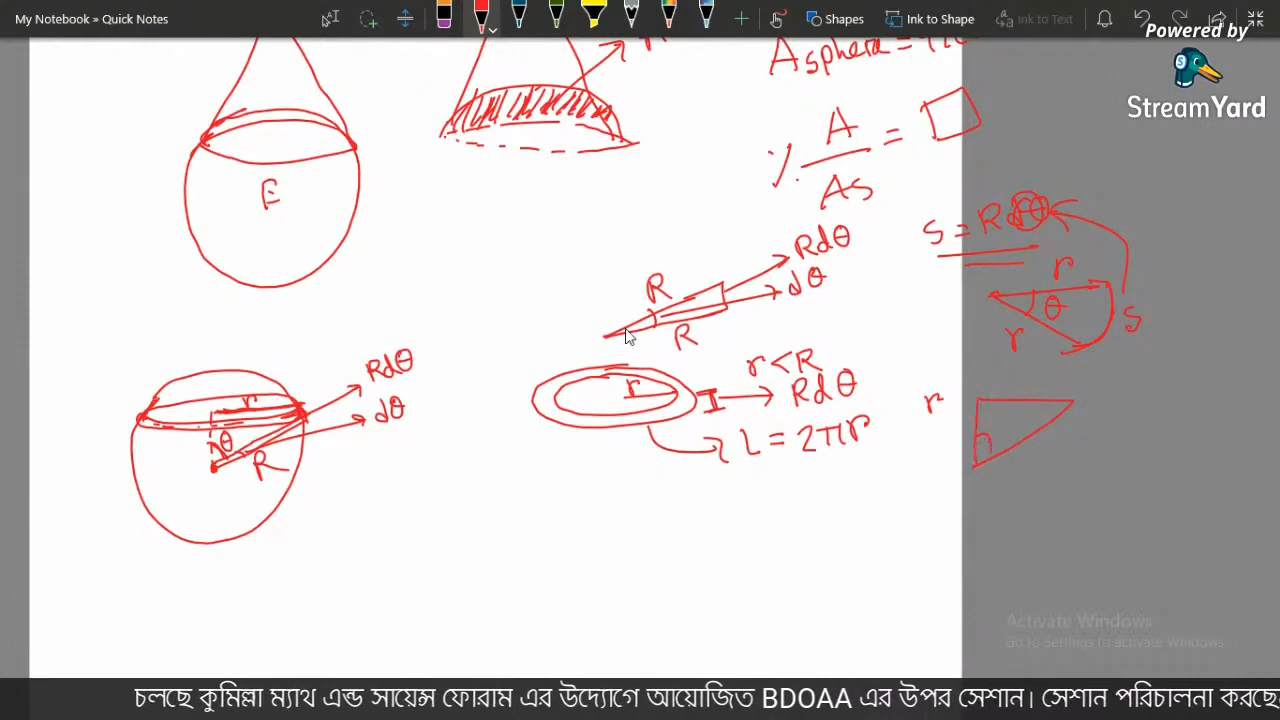 My Notebook » Quick Notes
Shapes
Ink to Shape
Ink to Text
Powered by
StreamYard
A sphere =
% A / As =
E
S = R dθ
r
θ
r
S
Rdθ
dθ
R
R
r < R
Rdθ
r
L = 2πr
Rdθ
dθ
r
θ
R
r
Activate Windows
Go to Settings to activate Windows.
চলছে কুমিল্লা ম্যাথ এন্ড সায়েন্স ফোরাম এর উদ্যোগে আয়োজিত BDOAA এর উপর সেশান। সেশান পরিচালনা করছে